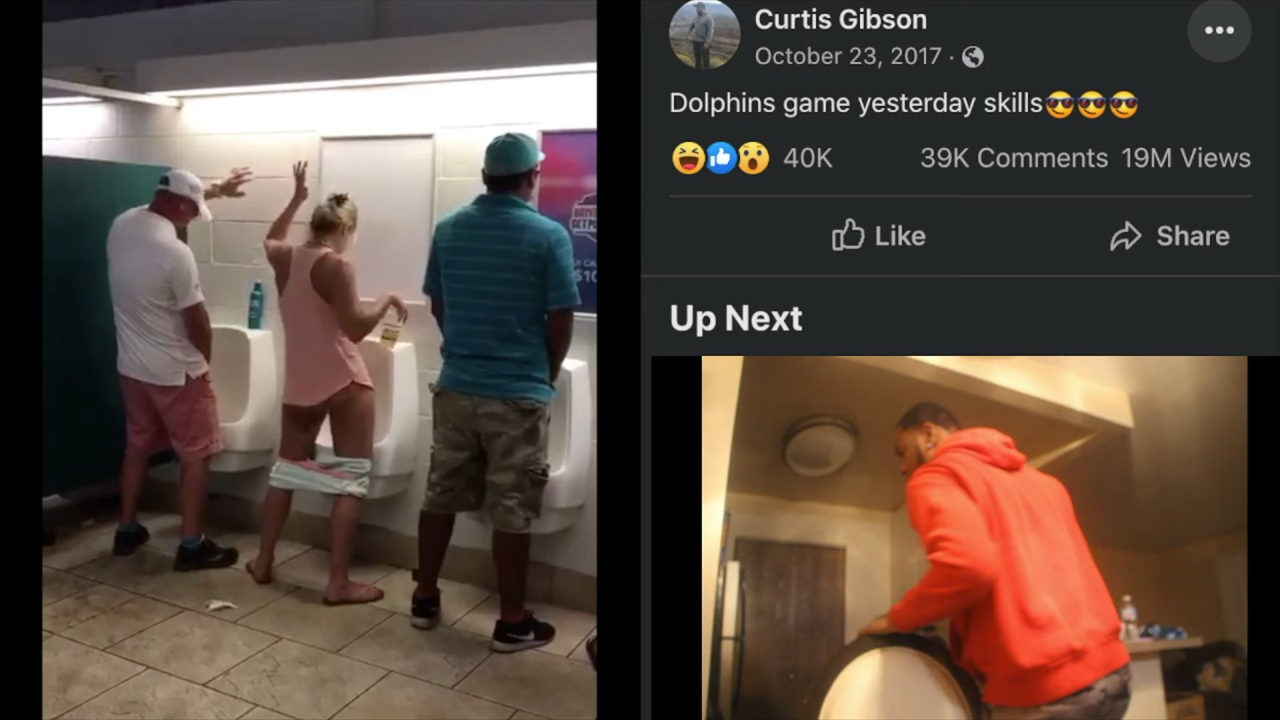 Curtis Gibson
October 23, 2017 ·
Dolphins game yesterday skills😎😎😎
40K 39K Comments 19M Views
Like Share
Up Next